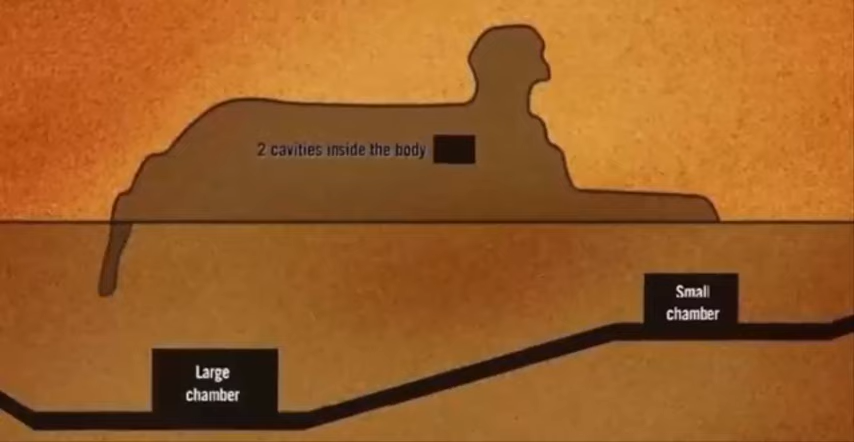 2 cavities inside the body
Small
chamber
Large
chamber